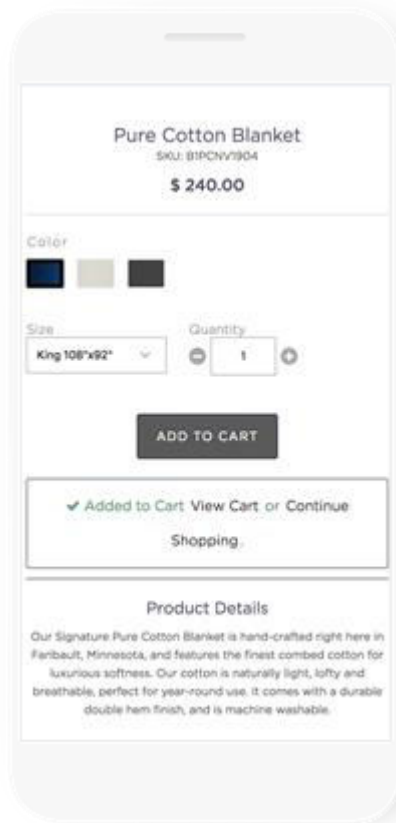 Pure Cotton Blanket
SKU: B1PCNV1904
$ 240.00
Color
Size
Quantity
King 108"x92"
1
ADD TO CART
✔ Added to Cart View Cart or Continue
Shopping.
Product Details
Our Signature Pure Cotton Blanket is hand-crafted right here in
Faribault, Minnesota, and features the finest combed cotton for
luxurious softness. Our cotton is naturally light, lofty and
breathable, perfect for year-round use. It comes with a durable
double hem finish, and is machine washable.